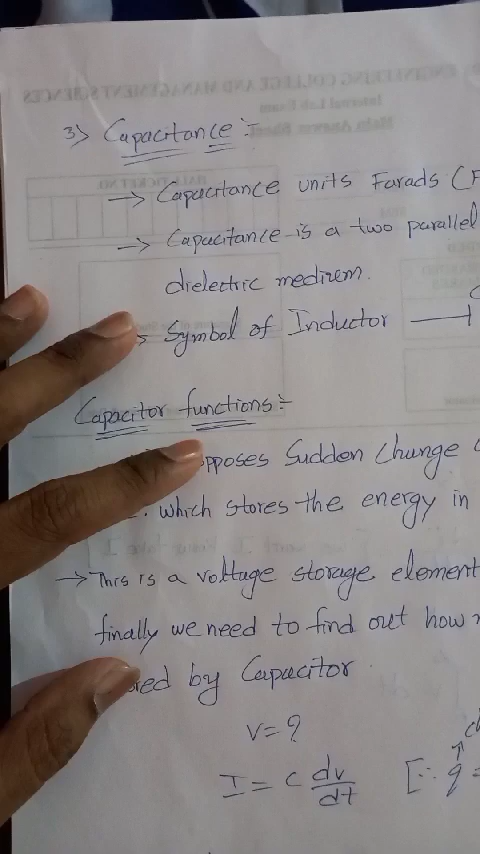 3) Capacitance :-
→ Capacitance units Farads (F
→ Capacitance is a two parallel
dielectric medium.
→ Symbol of Inductor
Capacitor functions :-
opposes Sudden Change
which stores the energy in
→ This is a voltage storage element
finally we need to find out how
by Capacitor.
V = ?
I = C dv/dt [∵ q =